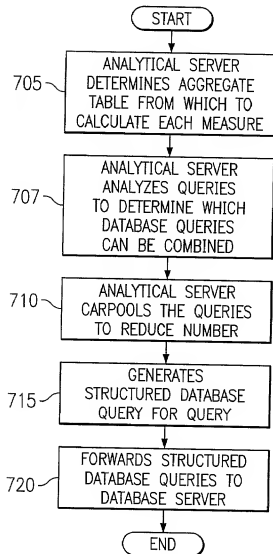 START
705
ANALYTICAL SERVER
DETERMINES AGGREGATE
TABLE FROM WHICH TO
CALCULATE EACH MEASURE
707
ANALYTICAL SERVER
ANALYZES QUERIES
TO DETERMINE WHICH
DATABASE QUERIES
CAN BE COMBINED
710
ANALYTICAL SERVER
CARPOOLS THE QUERIES
TO REDUCE NUMBER
715
GENERATES
STRUCTURED DATABASE
QUERY FOR QUERY
720
FORWARDS STRUCTURED
DATABASE QUERIES TO
DATABASE SERVER
END